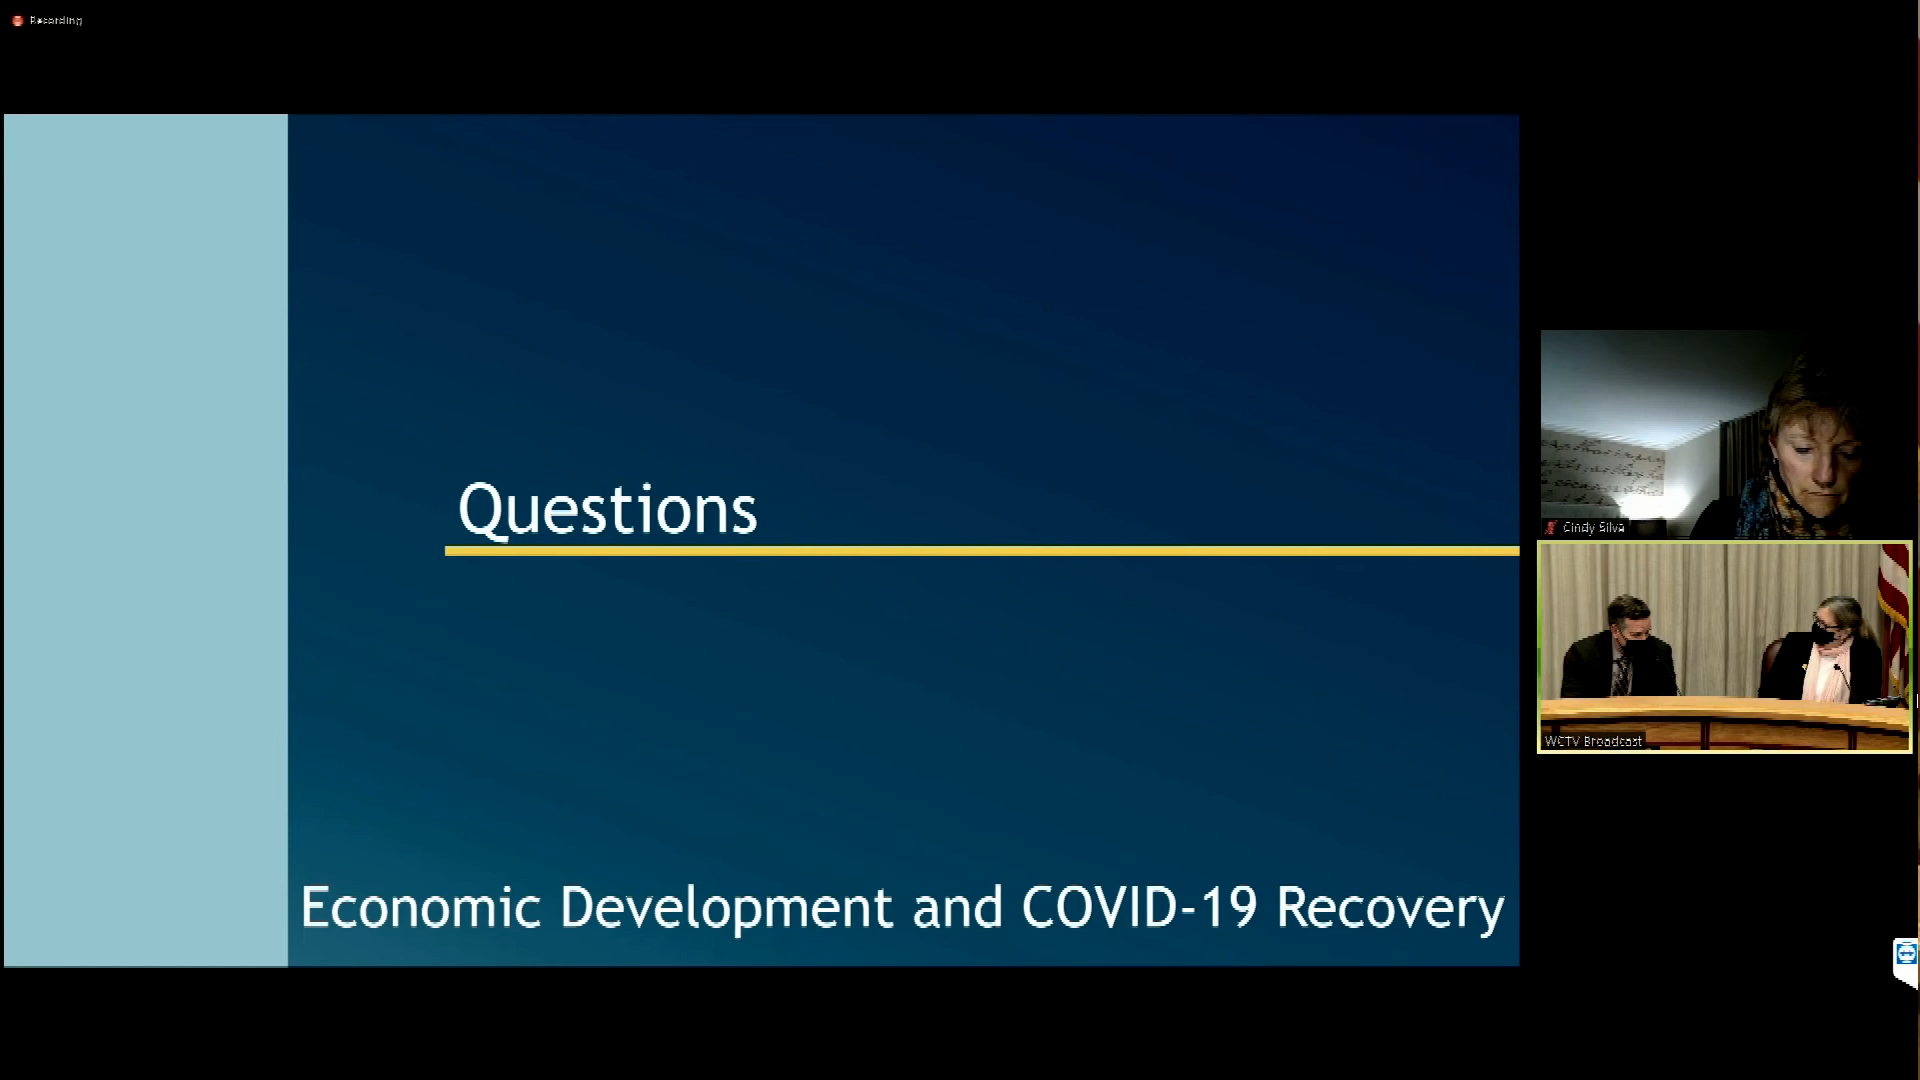 Recording
Questions
Economic Development and COVID-19 Recovery
Cindy Silva
WCTV Broadcast